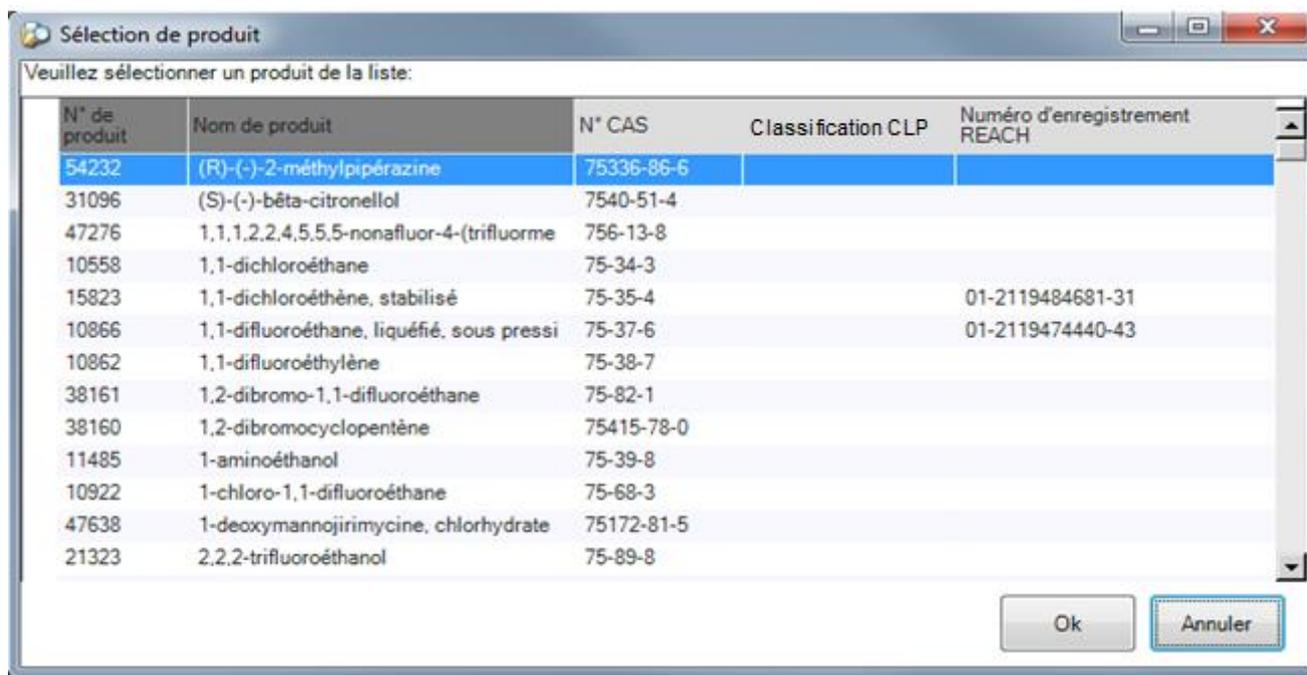 Sélection de produit
Veuillez sélectionner un produit de la liste:
N° de produit Nom de produit N° CAS Classification CLP Numéro d'enregistrement REACH
54232 (R)-(-)-2-méthylpipérazine 75336-86-6
31096 (S)-(-)-bêta-citronellol 7540-51-4
47276 1,1,1,2,2,4,5,5,5-nonafluor-4-(trifluorme 756-13-8
10558 1,1-dichloroéthane 75-34-3
15823 1,1-dichloroéthène, stabilisé 75-35-4 01-2119484681-31
10866 1,1-difluoroéthane, liquéfié, sous pressi 75-37-6 01-2119474440-43
10862 1,1-difluoroéthylène 75-38-7
38161 1,2-dibromo-1,1-difluoroéthane 75-82-1
38160 1,2-dibromocyclopentène 75415-78-0
11485 1-aminoéthanol 75-39-8
10922 1-chloro-1,1-difluoroéthane 75-68-3
47638 1-deoxymannojirimycine, chlorhydrate 75172-81-5
21323 2,2,2-trifluoroéthanol 75-89-8
Ok Annuler